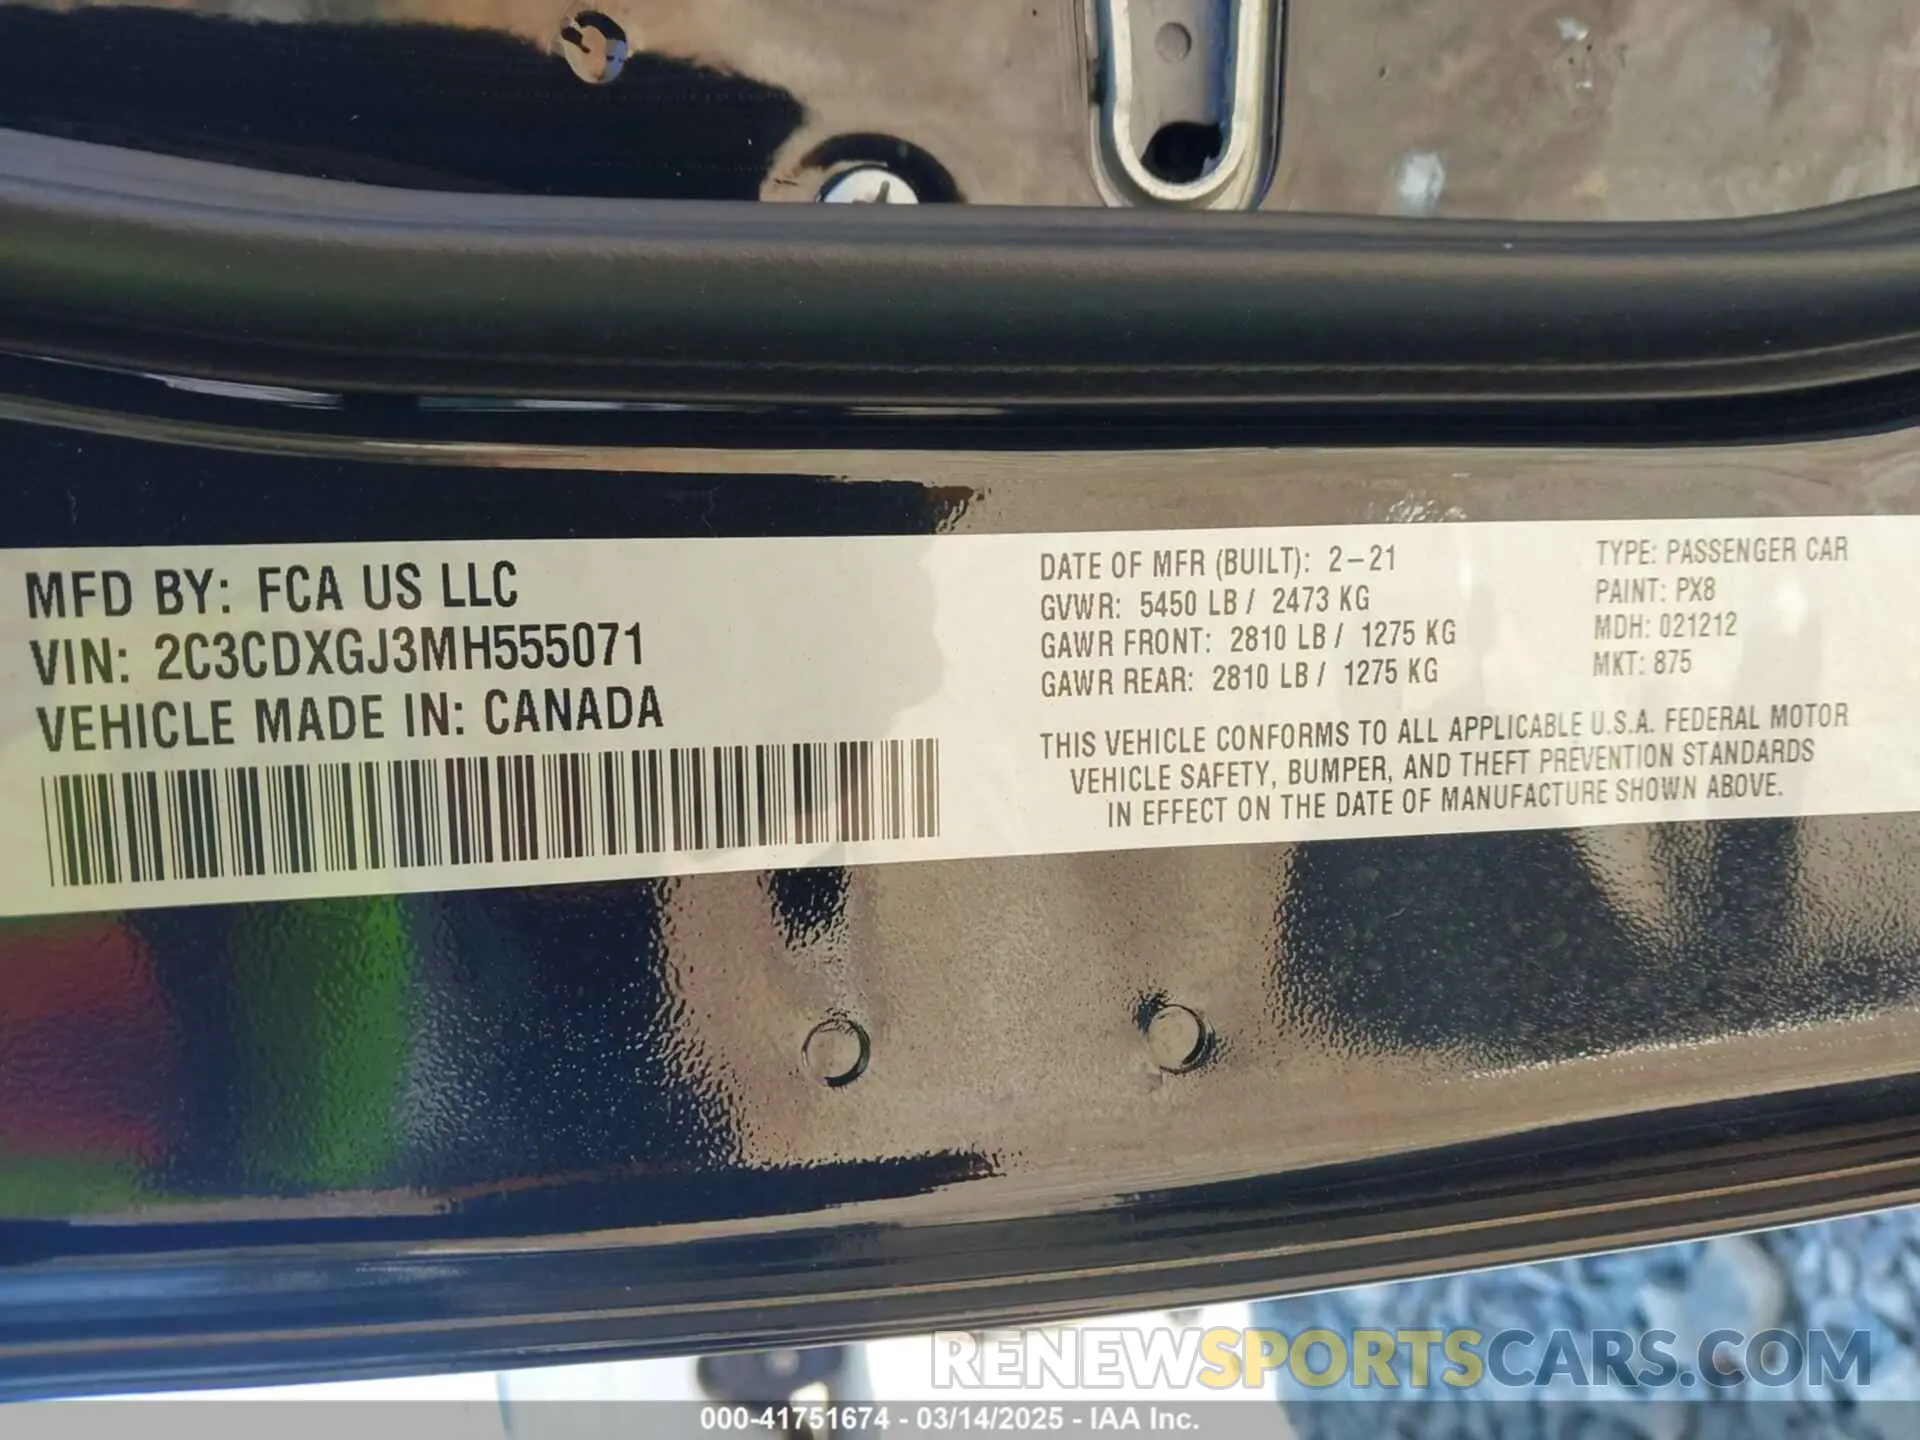 MFD BY: FCA US LLC
VIN: 2C3CDXGJ3MH555071
VEHICLE MADE IN: CANADA
DATE OF MFR (BUILT): 2-21
GVWR: 5450 LB / 2473 KG
GAWR FRONT: 2810 LB / 1275 KG
GAWR REAR: 2810 LB / 1275 KG
TYPE: PASSENGER CAR
PAINT: PX8
MDH: 021212
MKT: 875
THIS VEHICLE CONFORMS TO ALL APPLICABLE U.S.A. FEDERAL MOTOR
VEHICLE SAFETY, BUMPER, AND THEFT PREVENTION STANDARDS
IN EFFECT ON THE DATE OF MANUFACTURE SHOWN ABOVE.
RENEWSPORTSCARS.COM
000-41751674 - 03/14/2025 - IAA Inc.